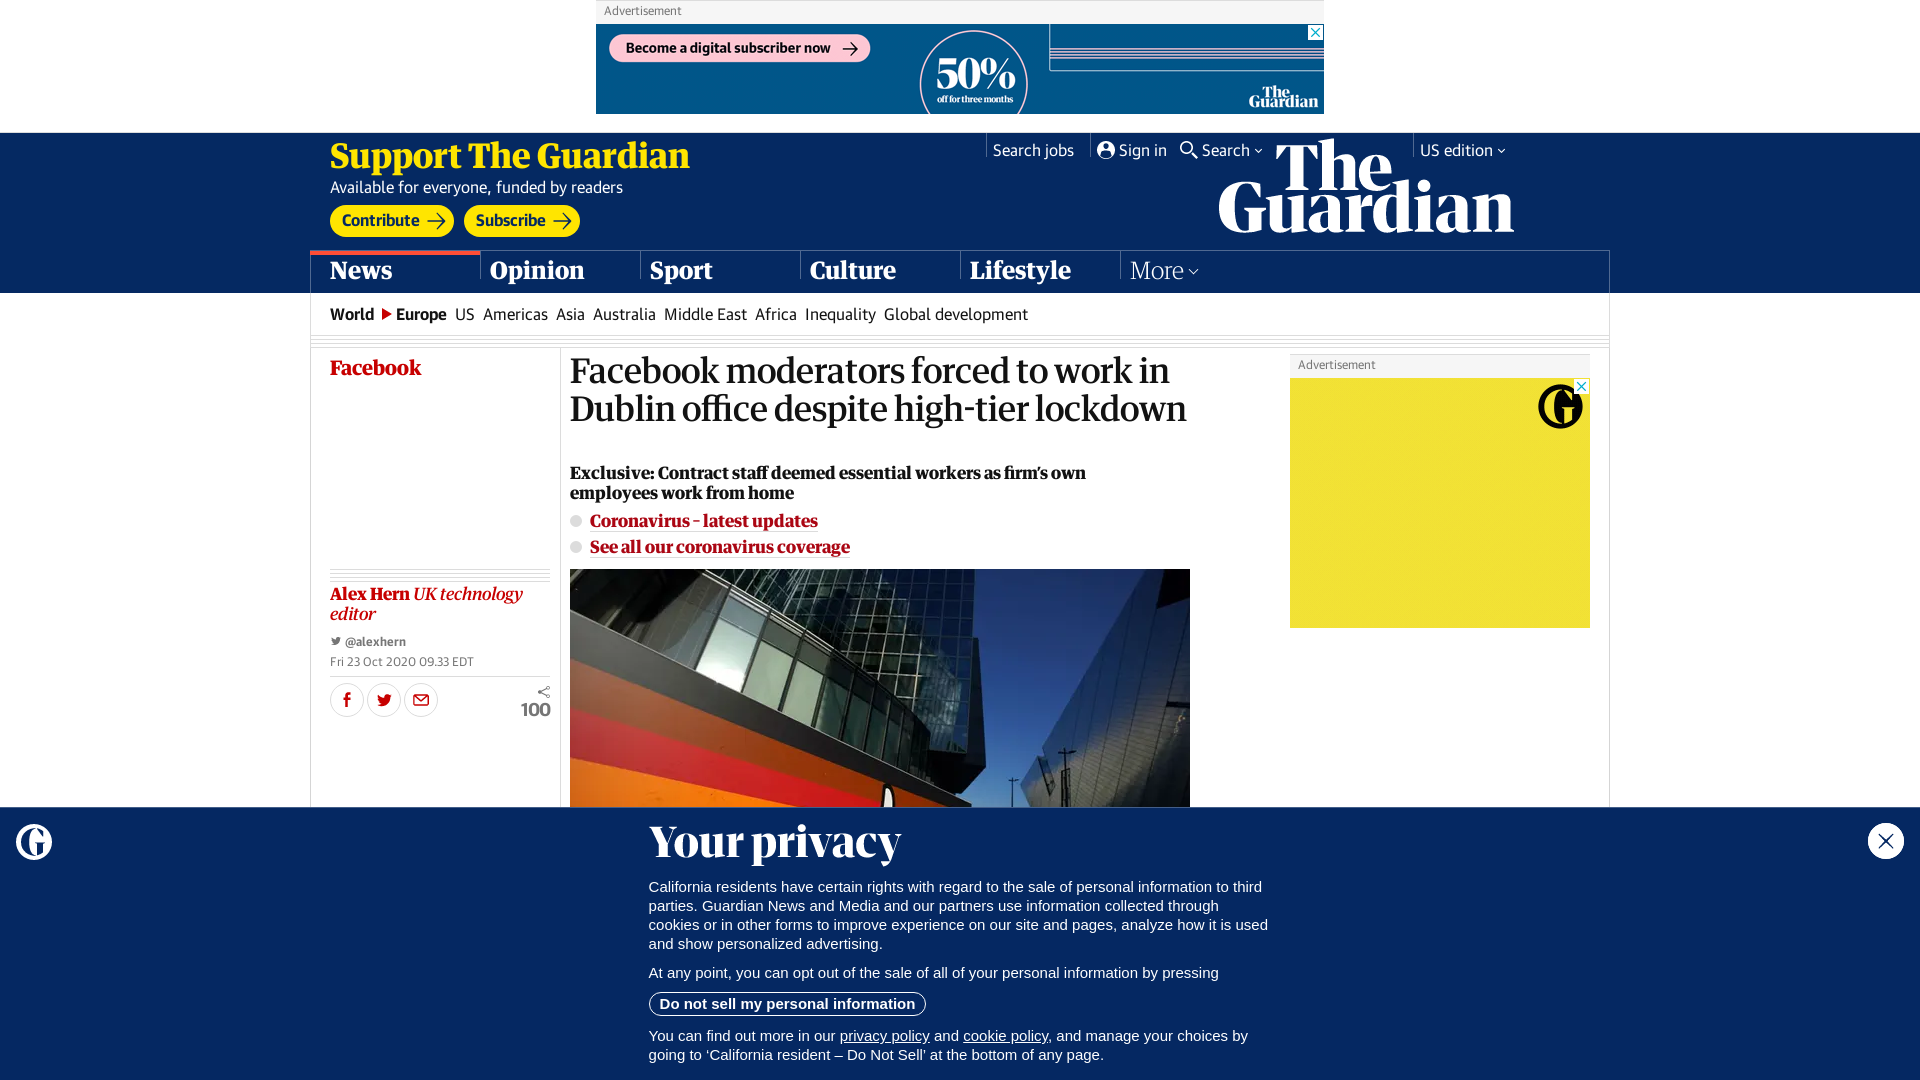 Advertisement
Become a digital subscriber now
50%
off for three months
The
Guardian
Support The Guardian
Available for everyone, funded by readers
Contribute
Subscribe
Search jobs
Sign in
Search
US edition
The
Guardian
News
Opinion
Sport
Culture
Lifestyle
More
World
Europe
US
Americas
Asia
Australia
Middle East
Africa
Inequality
Global development
Facebook
Facebook moderators forced to work in
Dublin office despite high-tier lockdown
Exclusive: Contract staff deemed essential workers as firm’s own
employees work from home
Coronavirus – latest updates
See all our coronavirus coverage
Alex Hern UK technology
editor
@alexhern
Fri 23 Oct 2020 09.33 EDT
100
Advertisement
G
G
Your privacy
California residents have certain rights with regard to the sale of personal information to third
parties. Guardian News and Media and our partners use information collected through
cookies or in other forms to improve experience on our site and pages, analyze how it is used
and show personalized advertising.
At any point, you can opt out of the sale of all of your personal information by pressing
Do not sell my personal information
You can find out more in our privacy policy and cookie policy, and manage your choices by
going to ‘California resident – Do Not Sell’ at the bottom of any page.